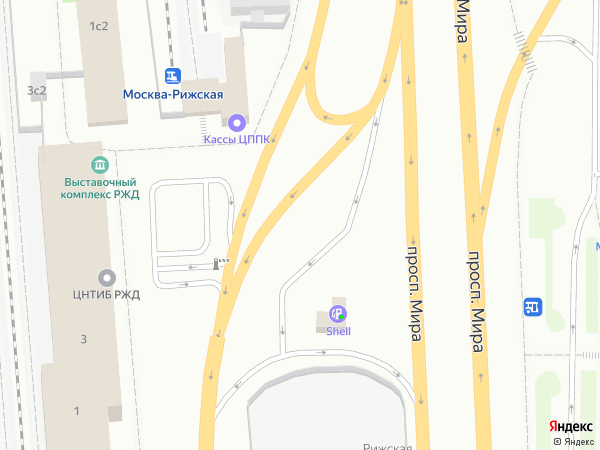 1с2
Мира
3с2
Москва-Рижская
Кассы ЦППК
Выставочный
комплекс РЖД
просп. Мира
просп. Мира
ЦНТИБ РЖД
Shell
3
1
Рижская
Яндекс
© Яндекс